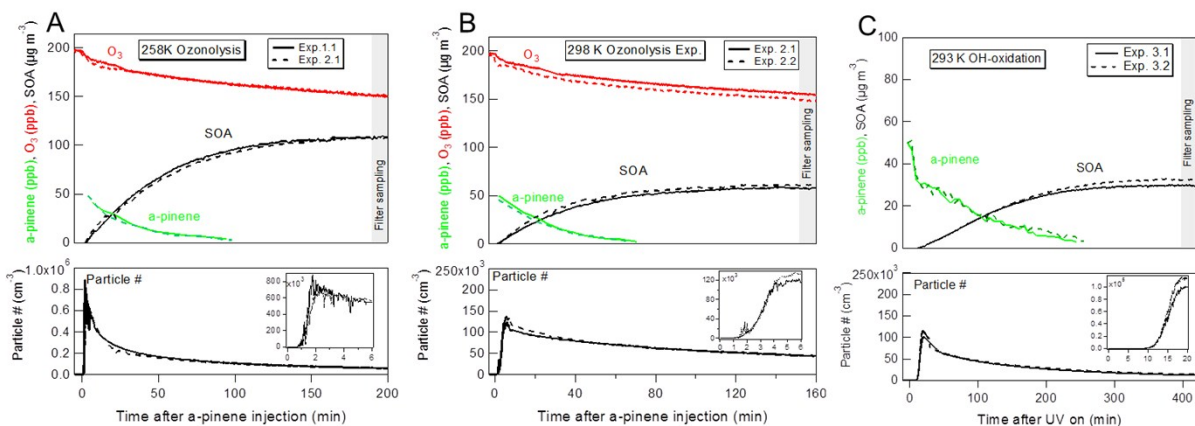 A
a-pinene (ppb), O3 (ppb), SOA (µg m-3)
200
150
100
50
0
O3
258K Ozonolysis
Exp.1.1
Exp. 2.1
SOA
a-pinene
Filter sampling
Particle # (cm-3)
1.0x10^6
0.8
0.6
0.4
0.2
0
Particle #
×10^3
800
600
400
200
0
0 2 4 6
0 50 100 150 200
Time after a-pinene injection (min)
B
a-pinene (ppb), O3 (ppb), SOA (µg m-3)
200
150
100
50
0
O3
298 K Ozonolysis Exp.
Exp. 2.1
Exp. 2.2
SOA
a-pinene
Filter sampling
Particle # (cm-3)
250x10^3
200
150
100
50
0
Particle #
×10^3
120
80
40
0
0 1 2 3 4 5 6
0 40 80 120 160
Time after a-pinene injection (min)
C
a-pinene (ppb), SOA (µg m-3)
100
80
60
40
20
0
293 K OH-oxidation
Exp. 3.1
Exp. 3.2
a-pinene
SOA
Filter sampling
Particle # (cm-3)
250x10^3
200
150
100
50
0
Particle #
1.0
0.8
0.6
0.4
0.2
0.0
0 5 10 15 20
0 100 200 300 400
Time after UV on (min)